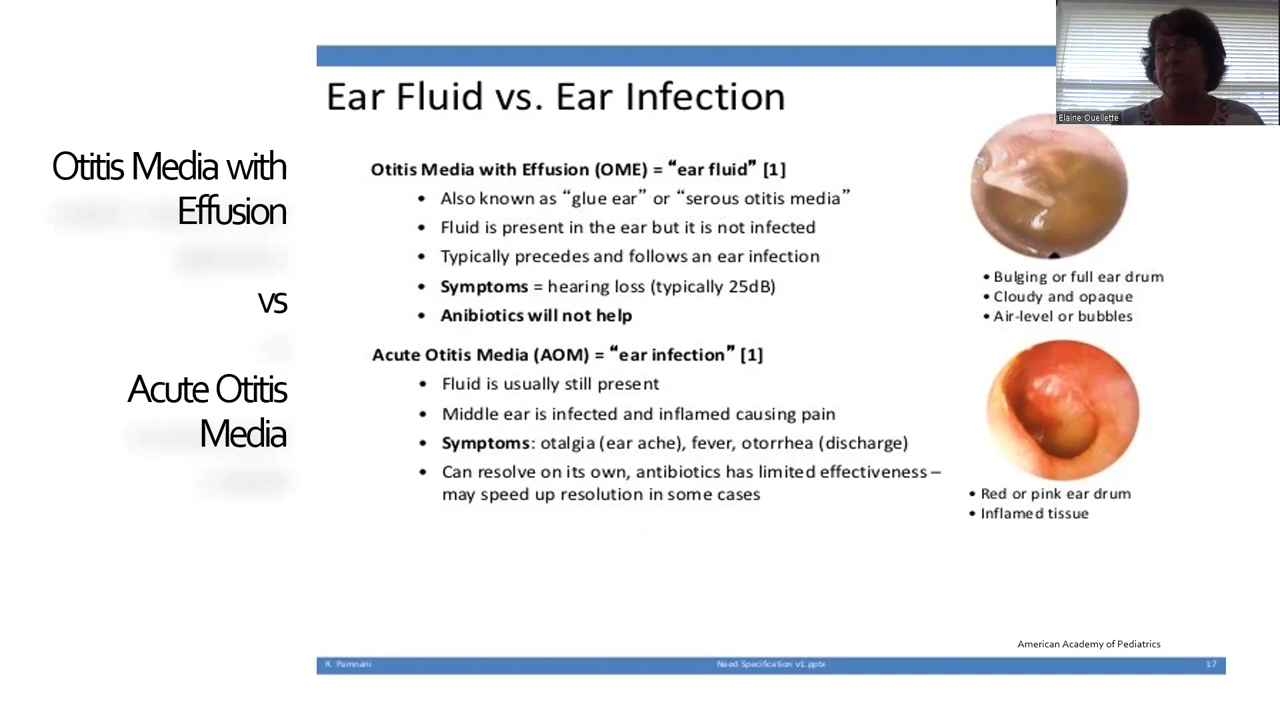 Elaine Ouellette
Otitis Media with
Effusion
vs
Acute Otitis
Media
Ear Fluid vs. Ear Infection
Otitis Media with Effusion (OME) = “ear fluid” [1]
• Also known as “glue ear” or “serous otitis media”
• Fluid is present in the ear but it is not infected
• Typically precedes and follows an ear infection
• Symptoms = hearing loss (typically 25dB)
• Anibiotics will not help
Acute Otitis Media (AOM) = “ear infection” [1]
• Fluid is usually still present
• Middle ear is infected and inflamed causing pain
• Symptoms: otalgia (ear ache), fever, otorrhea (discharge)
• Can resolve on its own, antibiotics has limited effectiveness –
may speed up resolution in some cases
• Bulging or full ear drum
• Cloudy and opaque
• Air-level or bubbles
• Red or pink ear drum
• Inflamed tissue
American Academy of Pediatrics
R. Pamnani
Need Specification v1.pptx
17